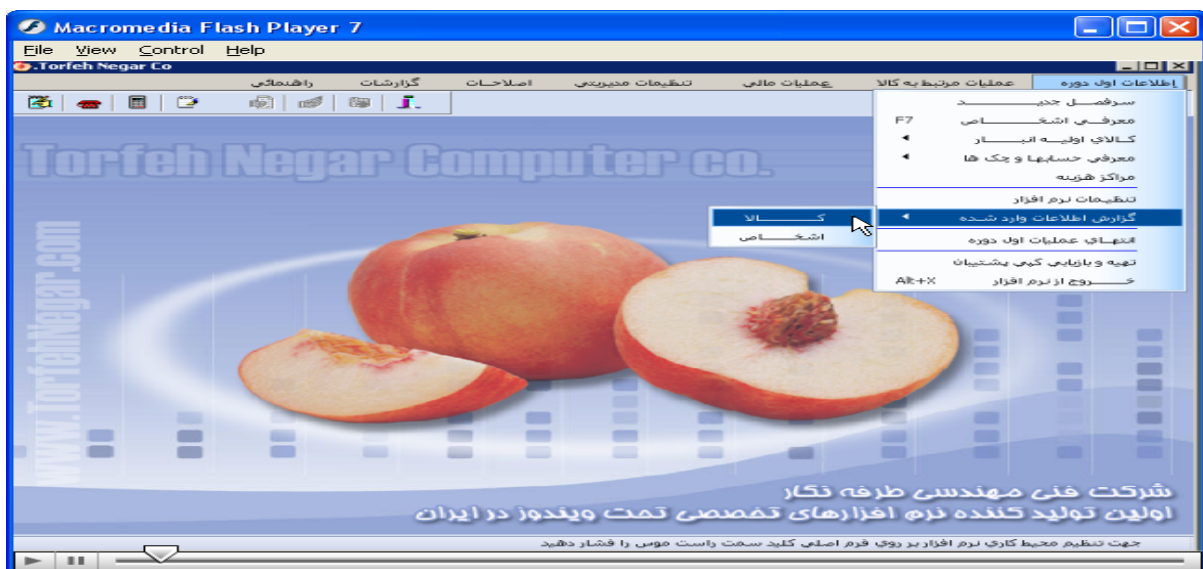 Macromedia Flash Player 7
File View Control Help
.Torfeh Negar Co
اطلاعات اول دوره عملیات مرتبط به کالا عملیات مالی تنظیمات مدیریتی اصلاحات گزارشات راهنمائی
سرفصل جدید
معرفی اشخاص F7
کالای اولیه انبار
معرفی حسابها و چک ها
مراکز هزینه
تنظیمات نرم افزار
گزارش اطلاعات وارد شده
کالا
اشخاص
انتهای عملیات اول دوره
تهیه و بازیابی کپی پشتیبان
خروج از نرم افزار Alt+X
Torfeh Negar Computer co.
www.TorfehNegar.com
شرکت فنی مهندسی طرفه نگار
اولین تولید کننده نرم افزارهای تخصصی تحت ویندوز در ایران
جهت تنظیم محیط کاری نرم افزار بر روی فرم اصلی کلید سمت راست موس را فشار دهید